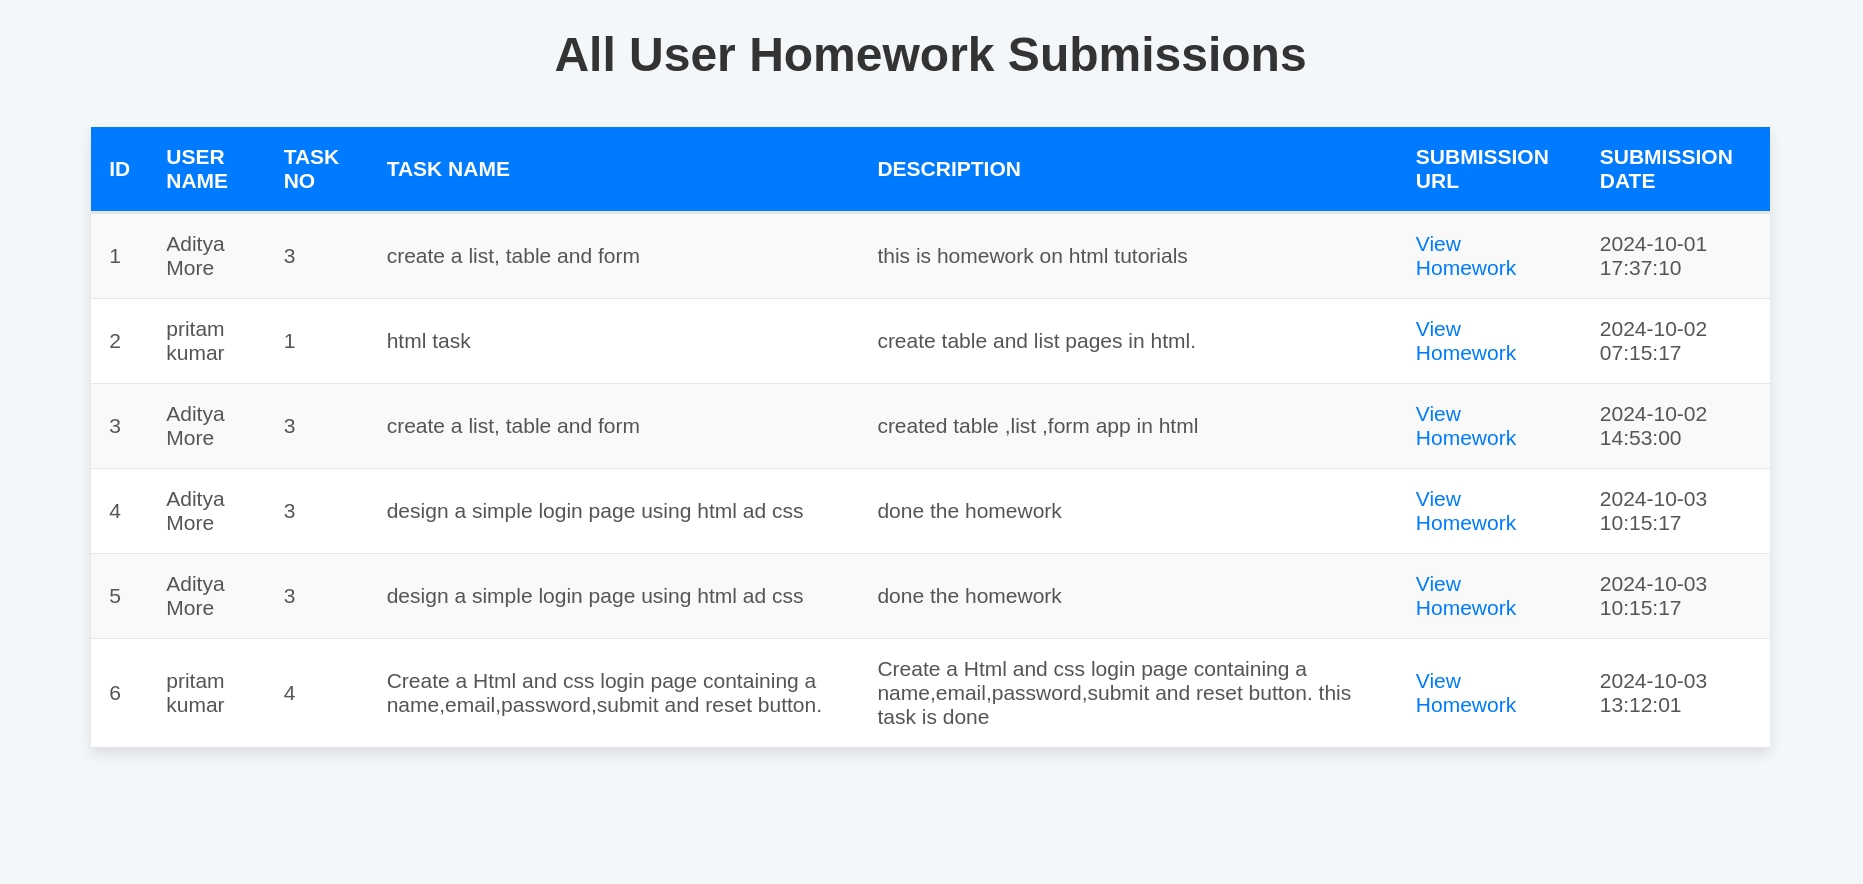 All User Homework Submissions
ID USER NAME TASK NO TASK NAME DESCRIPTION SUBMISSION URL SUBMISSION DATE
1 Aditya More 3 create a list, table and form this is homework on html tutorials View Homework 2024-10-01 17:37:10
2 pritam kumar 1 html task create table and list pages in html. View Homework 2024-10-02 07:15:17
3 Aditya More 3 create a list, table and form created table ,list ,form app in html View Homework 2024-10-02 14:53:00
4 Aditya More 3 design a simple login page using html ad css done the homework View Homework 2024-10-03 10:15:17
5 Aditya More 3 design a simple login page using html ad css done the homework View Homework 2024-10-03 10:15:17
6 pritam kumar 4 Create a Html and css login page containing a name,email,password,submit and reset button. Create a Html and css login page containing a name,email,password,submit and reset button. this task is done View Homework 2024-10-03 13:12:01